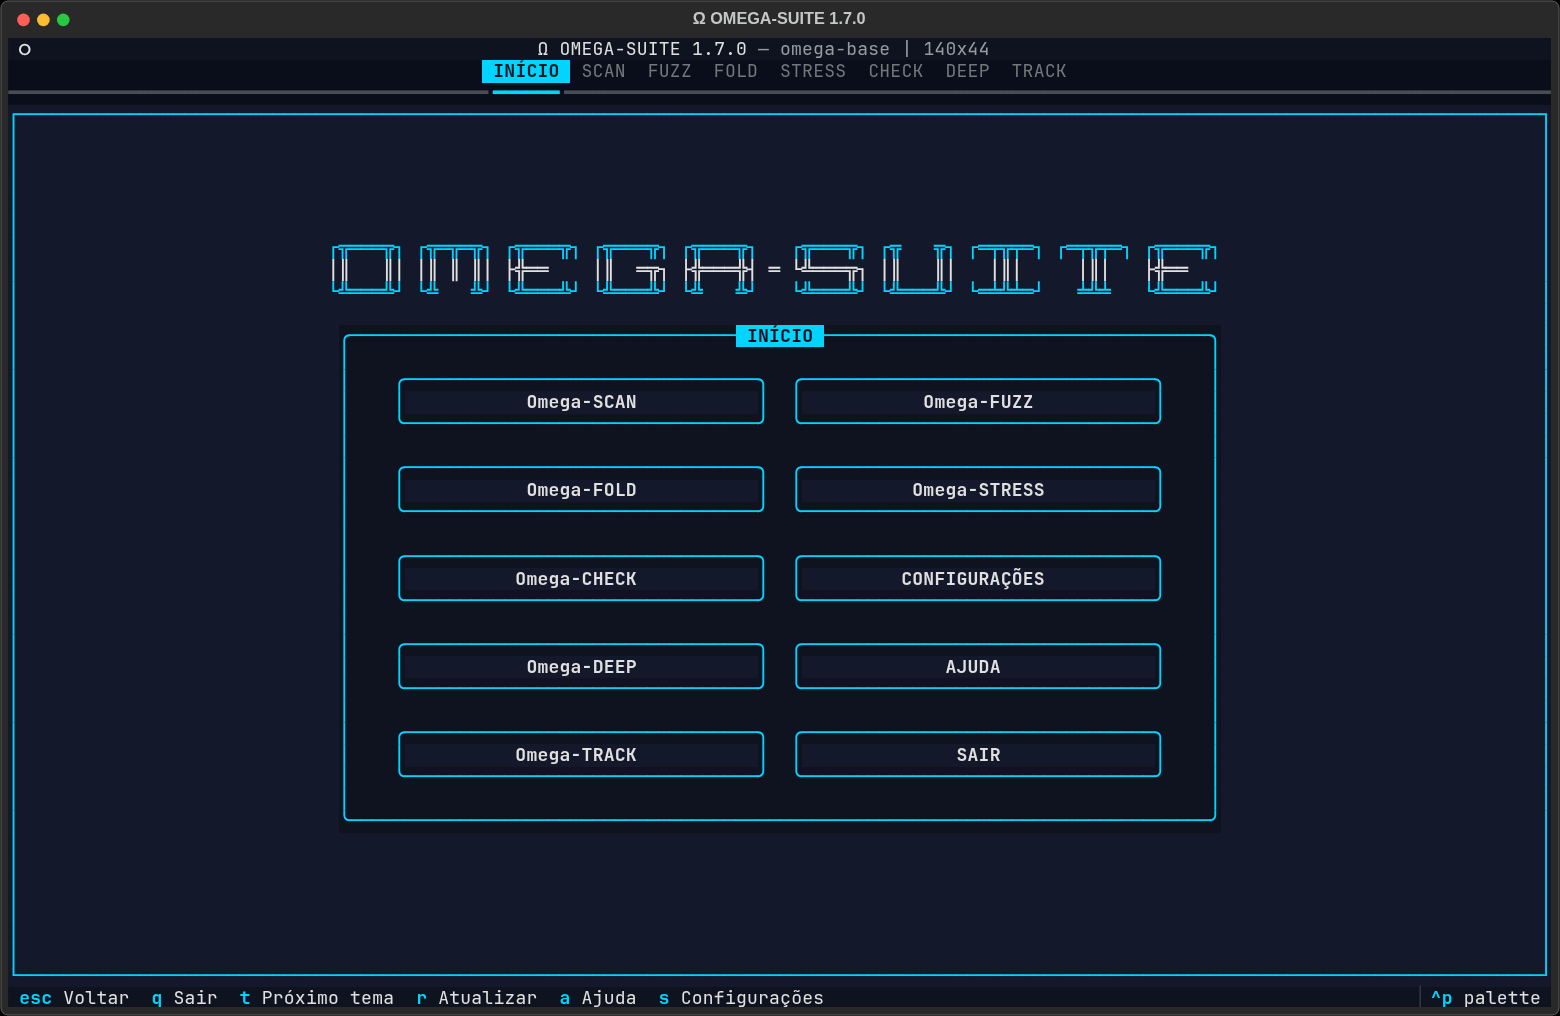 Ω OMEGA-SUITE 1.7.0
Ω OMEGA-SUITE 1.7.0 — omega-base | 140x44
INÍCIO SCAN FUZZ FOLD STRESS CHECK DEEP TRACK
OMEGA-SUITE
INÍCIO
Omega-SCAN Omega-FUZZ
Omega-FOLD Omega-STRESS
Omega-CHECK CONFIGURAÇÕES
Omega-DEEP AJUDA
Omega-TRACK SAIR
esc Voltar q Sair t Próximo tema r Atualizar a Ajuda s Configurações ^p palette